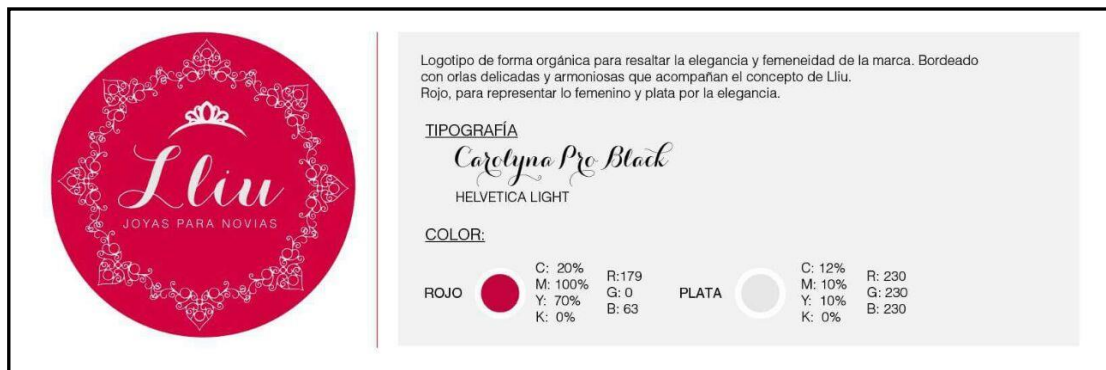 Lliu
JOYAS PARA NOVIAS
Logotipo de forma orgánica para resaltar la elegancia y femeneidad de la marca. Bordeado
con orlas delicadas y armoniosas que acompañan el concepto de Lliu.
Rojo, para representar lo femenino y plata por la elegancia.
TIPOGRAFÍA
Carolyna Pro Black
HELVETICA LIGHT
COLOR:
ROJO
C: 20%
M: 100%
Y: 70%
K: 0%
R:179
G: 0
B: 63
PLATA
C: 12%
M: 10%
Y: 10%
K: 0%
R: 230
G: 230
B: 230